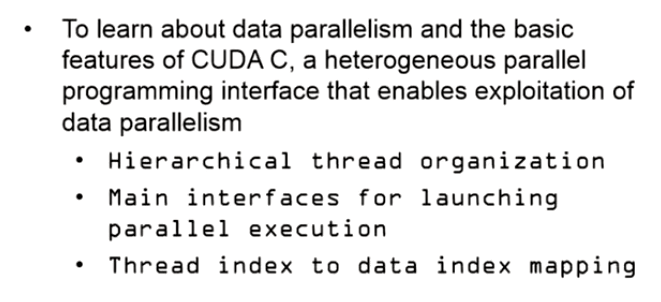 • To learn about data parallelism and the basic
features of CUDA C, a heterogeneous parallel
programming interface that enables exploitation of
data parallelism
• Hierarchical thread organization
• Main interfaces for launching
parallel execution
• Thread index to data index mapping